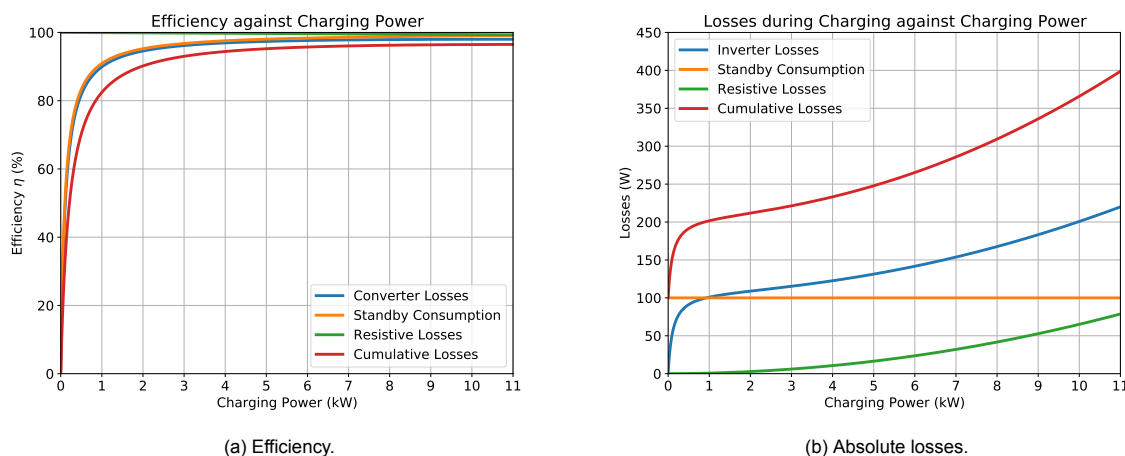 Efficiency against Charging Power
100
80
60
40
20
0
Efficiency η (%)
Converter Losses
Standby Consumption
Resistive Losses
Cumulative Losses
0 1 2 3 4 5 6 7 8 9 10 11
Charging Power (kW)
(a) Efficiency.
Losses during Charging against Charging Power
450
400
350
300
250
200
150
100
50
0
Losses (W)
Inverter Losses
Standby Consumption
Resistive Losses
Cumulative Losses
0 1 2 3 4 5 6 7 8 9 10 11
Charging Power (kW)
(b) Absolute losses.